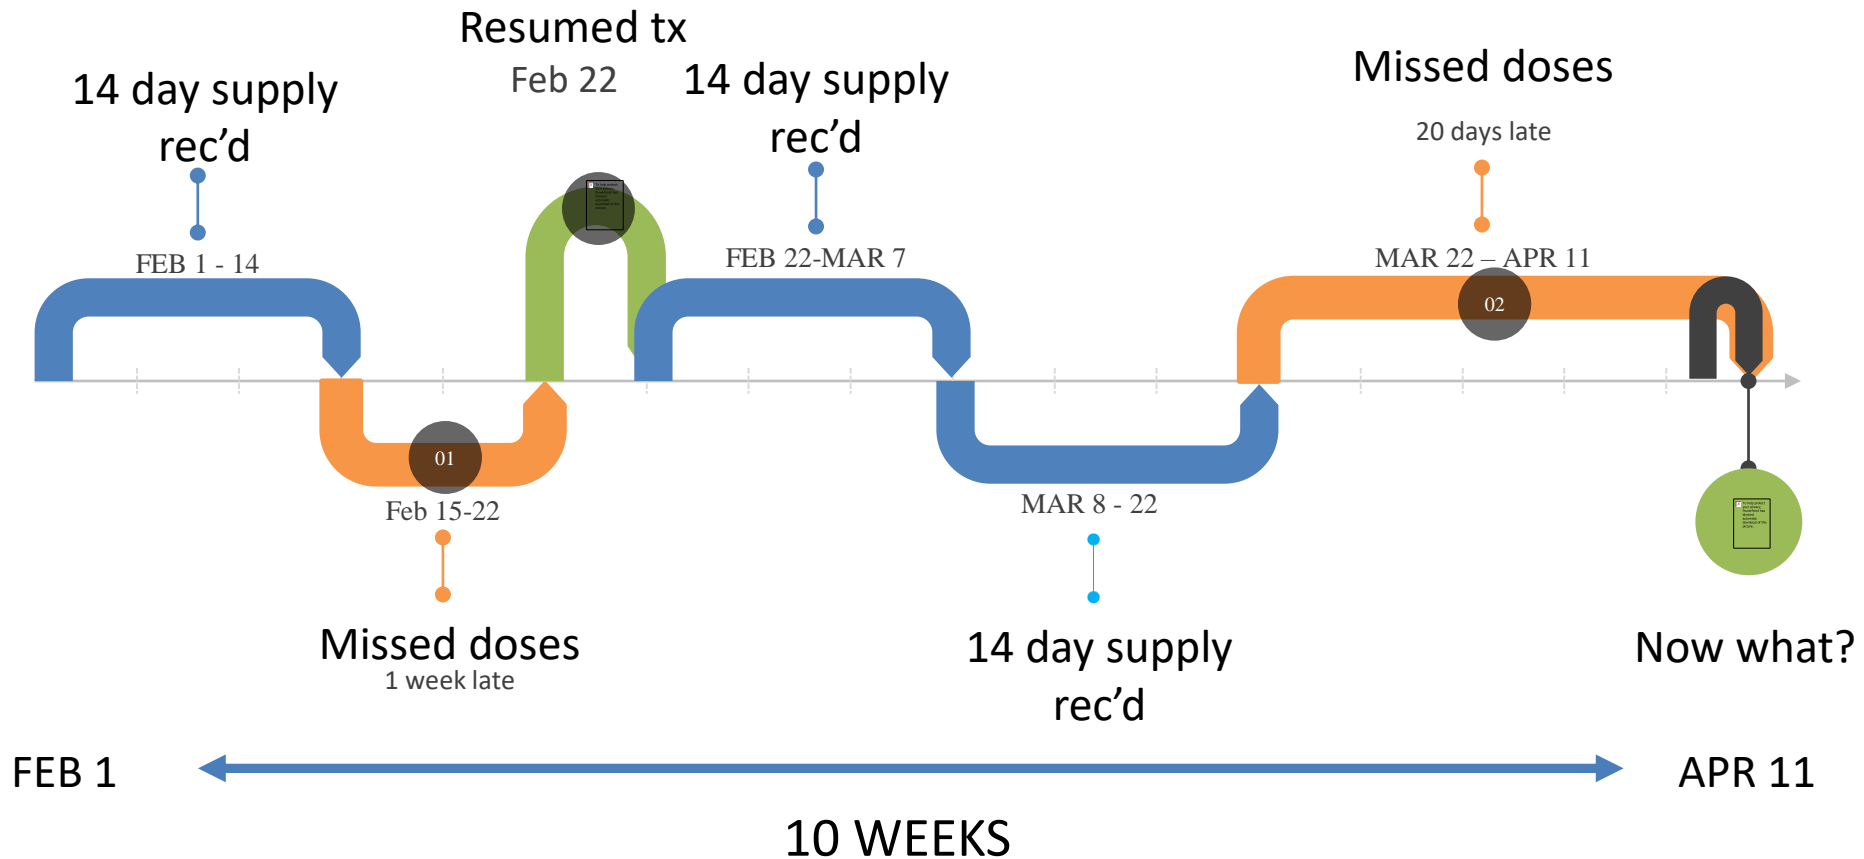 Resumed tx
Feb 22
14 day supply
rec’d
14 day supply
rec’d
Missed doses
20 days late
FEB 1 - 14
FEB 22-MAR 7
MAR 22 – APR 11
02
01
Feb 15-22
MAR 8 - 22
Missed doses
1 week late
14 day supply
rec’d
Now what?
FEB 1
APR 11
10 WEEKS